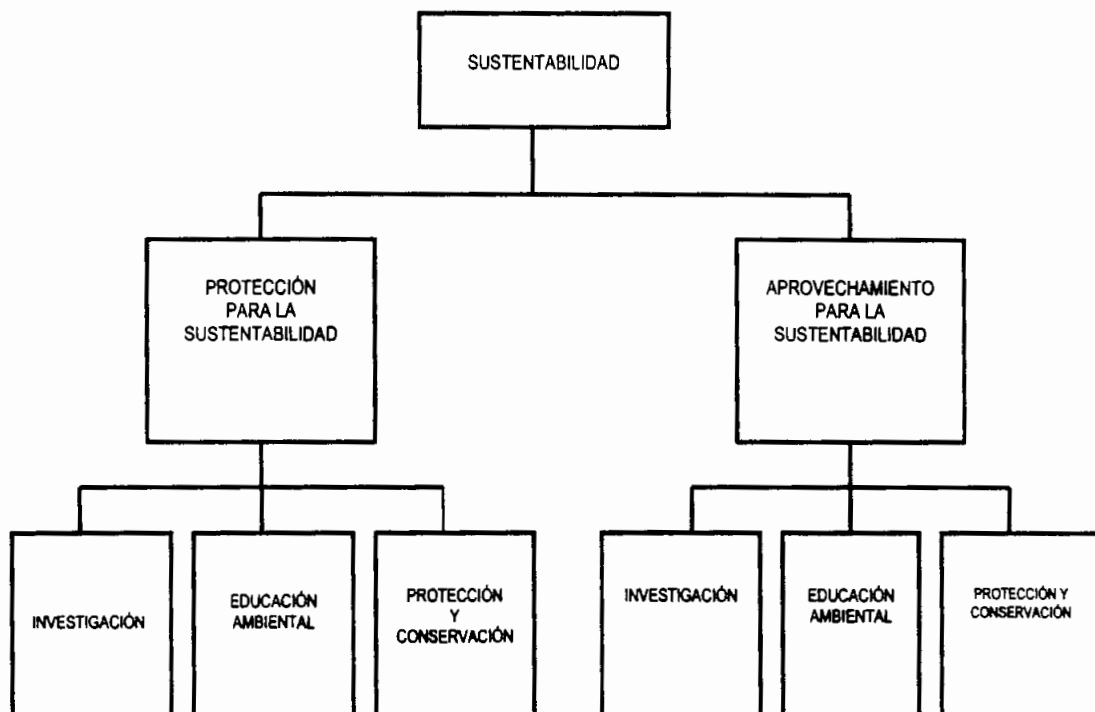 SUSTENTABILIDAD
PROTECCIÓN
PARA LA
SUSTENTABILIDAD
APROVECHAMIENTO
PARA LA
SUSTENTABILIDAD
INVESTIGACIÓN
EDUCACIÓN
AMBIENTAL
PROTECCIÓN
Y
CONSERVACIÓN
INVESTIGACIÓN
EDUCACIÓN
AMBIENTAL
PROTECCIÓN Y
CONSERVACIÓN